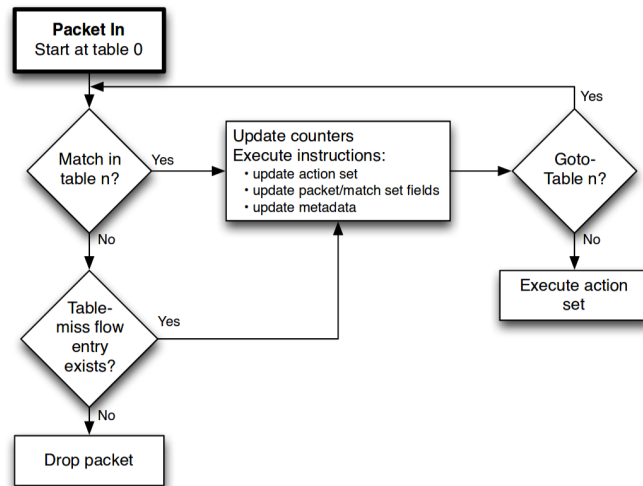 Packet In
Start at table 0
Yes
Match in
table n?
Yes
Update counters
Execute instructions:
• update action set
• update packet/match set fields
• update metadata
Goto-
Table n?
No
No
Table-
miss flow
entry
exists?
Yes
Execute action
set
No
Drop packet